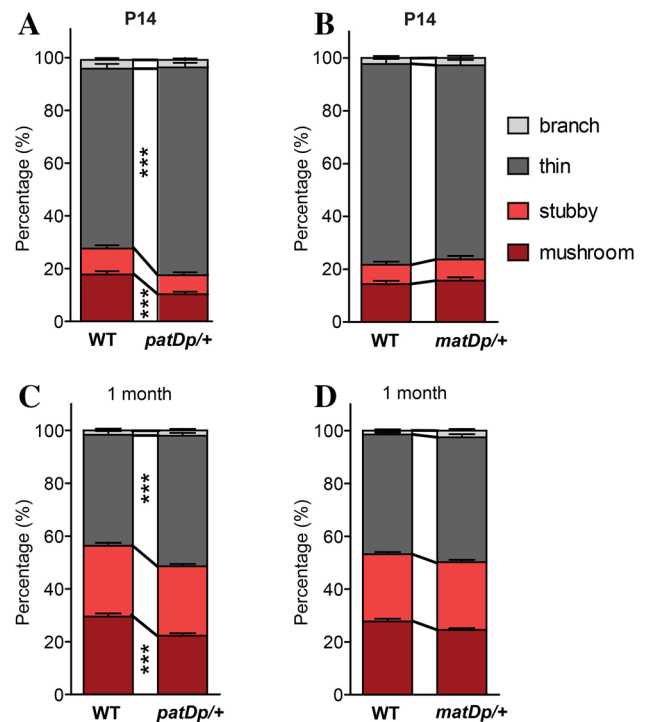 A
P14
Percentage (%)
100
80
60
40
20
0
***
***
WT
patDp/+
B
P14
Percentage (%)
100
80
60
40
20
0
WT
matDp/+
branch
thin
stubby
mushroom
C
1 month
Percentage (%)
100
80
60
40
20
0
***
***
WT
patDp/+
D
1 month
Percentage (%)
100
80
60
40
20
0
WT
matDp/+